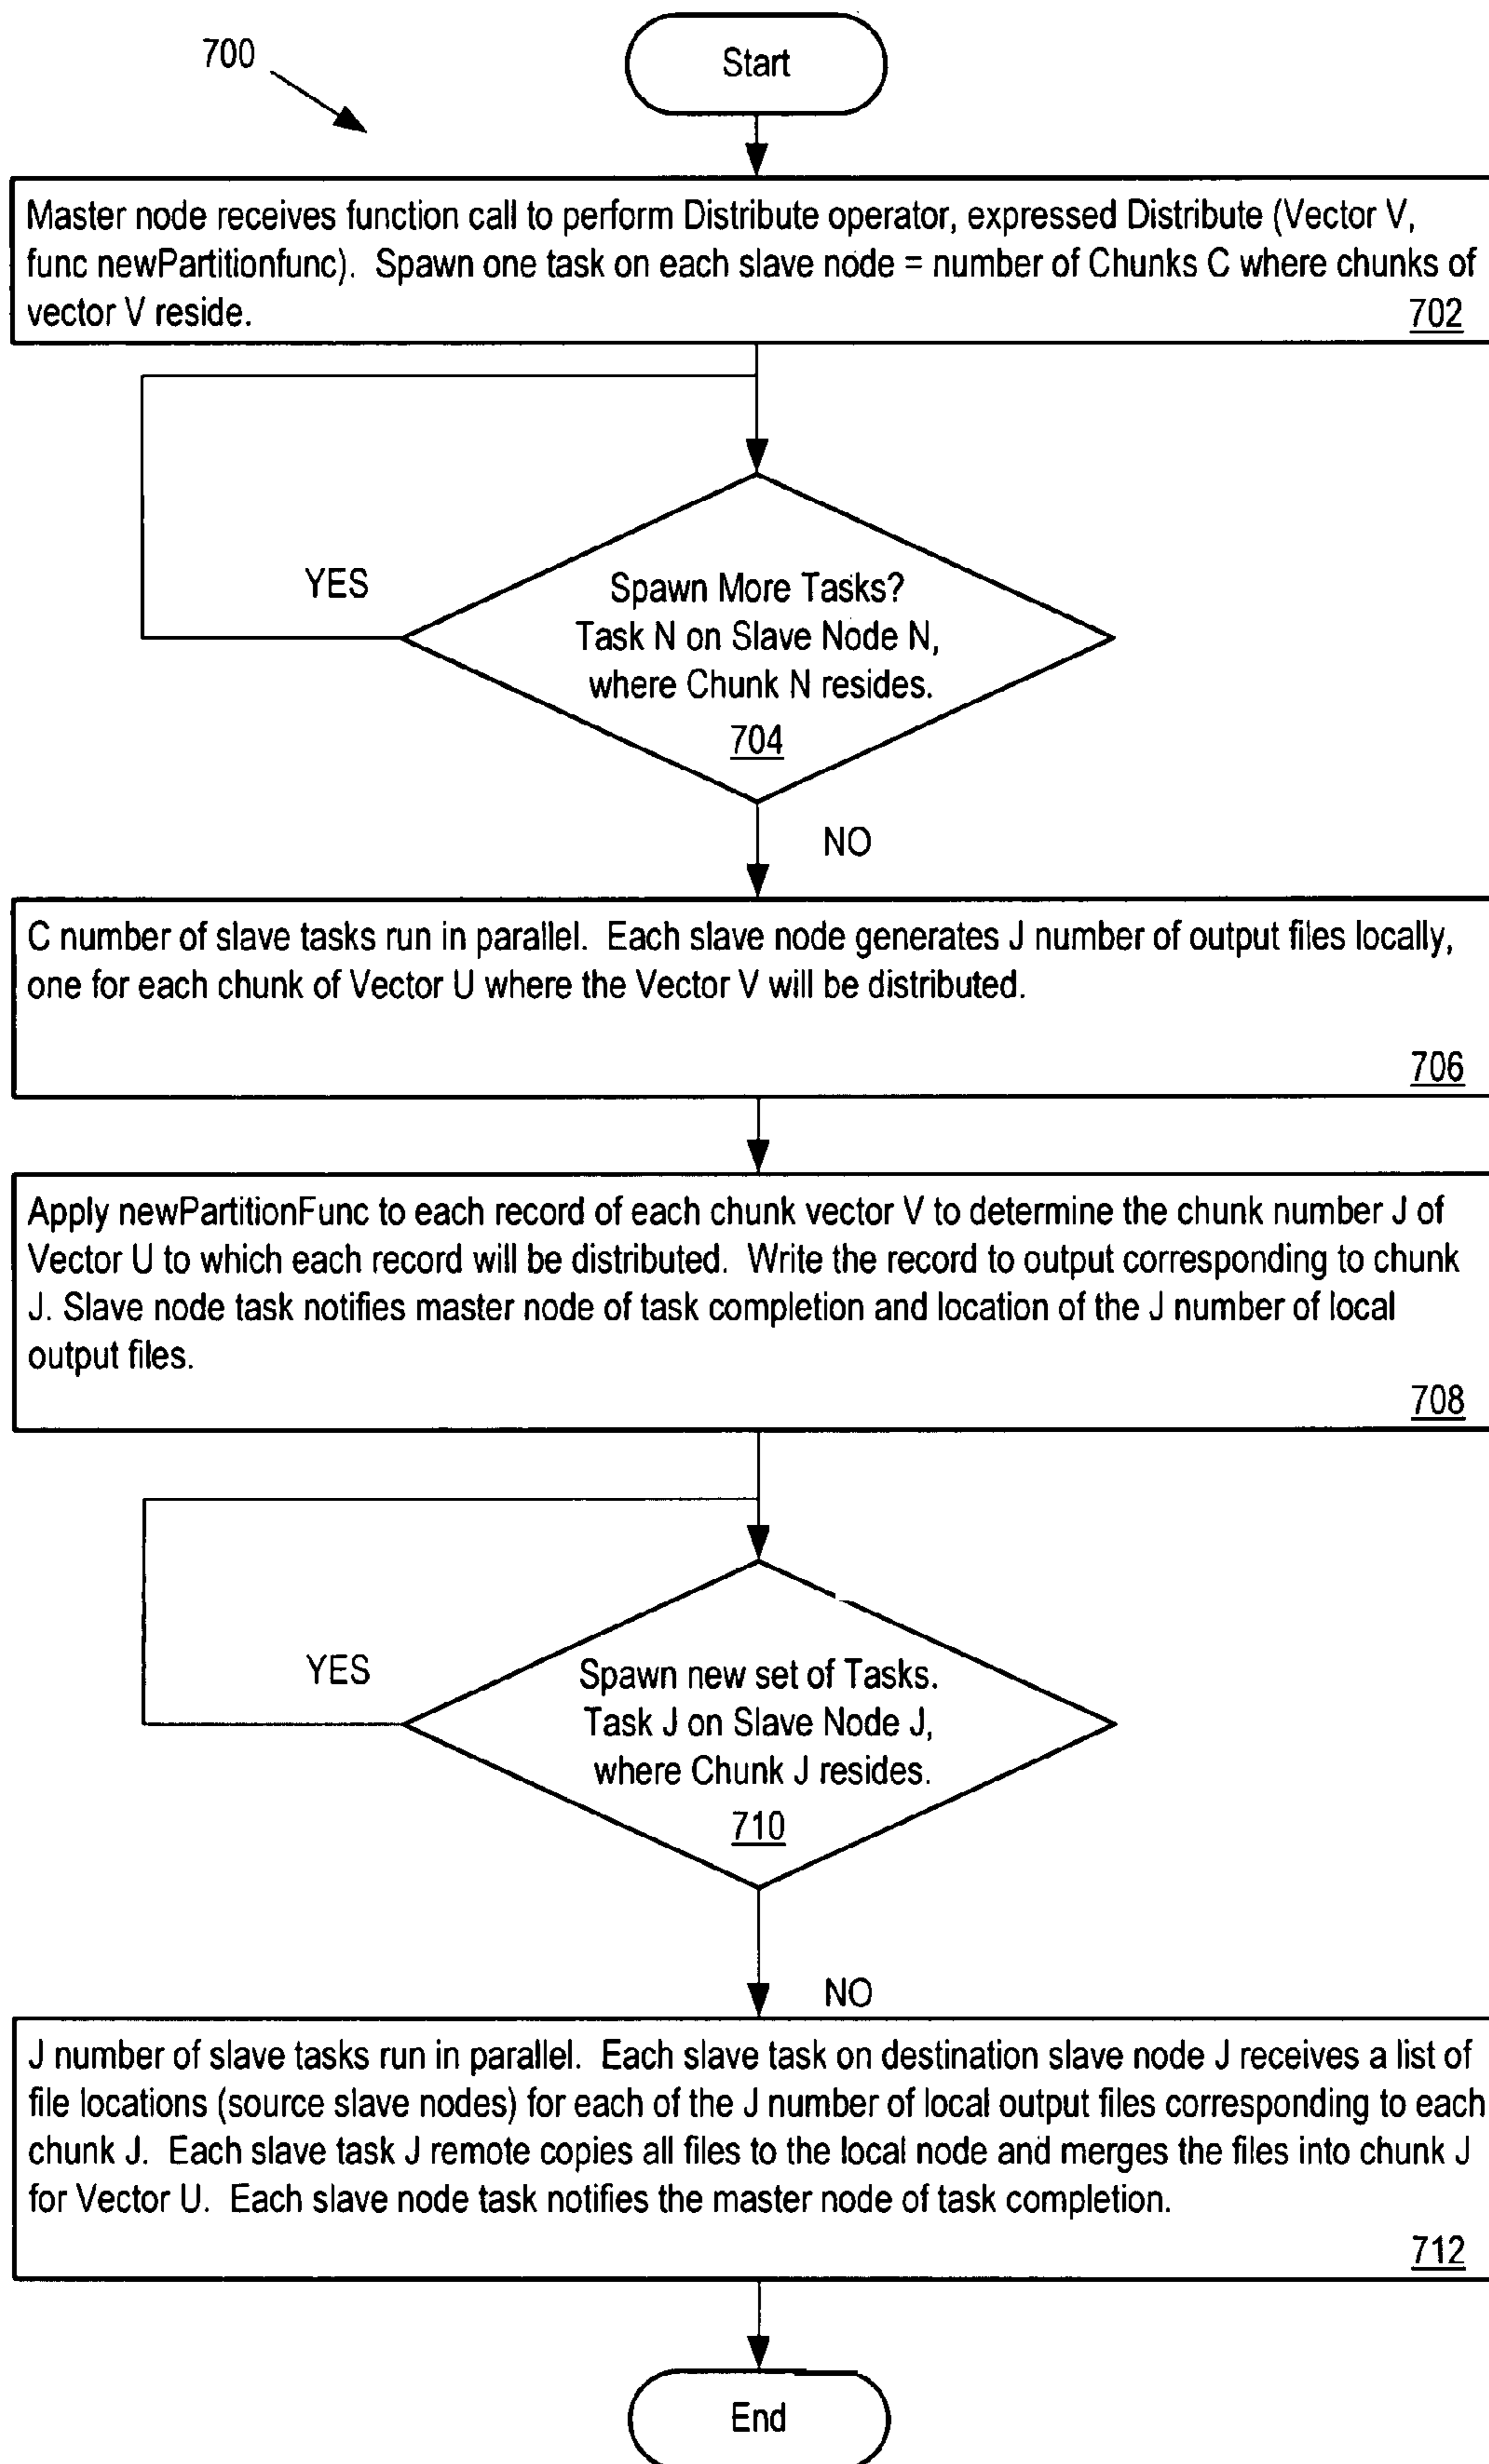 700
Start
Master node receives function call to perform Distribute operator, expressed Distribute (Vector V,
func newPartitionfunc).  Spawn one task on each slave node = number of Chunks C where chunks of
vector V reside.
702
YES
Spawn More Tasks?
Task N on Slave Node N,
where Chunk N resides.
704
NO
C number of slave tasks run in parallel.  Each slave node generates J number of output files locally,
one for each chunk of Vector U where the Vector V will be distributed.
706
Apply newPartitionFunc to each record of each chunk vector V to determine the chunk number J of
Vector U to which each record will be distributed.  Write the record to output corresponding to chunk
J. Slave node task notifies master node of task completion and location of the J number of local
output files.
708
YES
Spawn new set of Tasks.
Task J on Slave Node J,
where Chunk J resides.
710
NO
J number of slave tasks run in parallel.  Each slave task on destination slave node J receives a list of
file locations (source slave nodes) for each of the J number of local output files corresponding to each
chunk J.  Each slave task J remote copies all files to the local node and merges the files into chunk J
for Vector U.  Each slave node task notifies the master node of task completion.
712
End